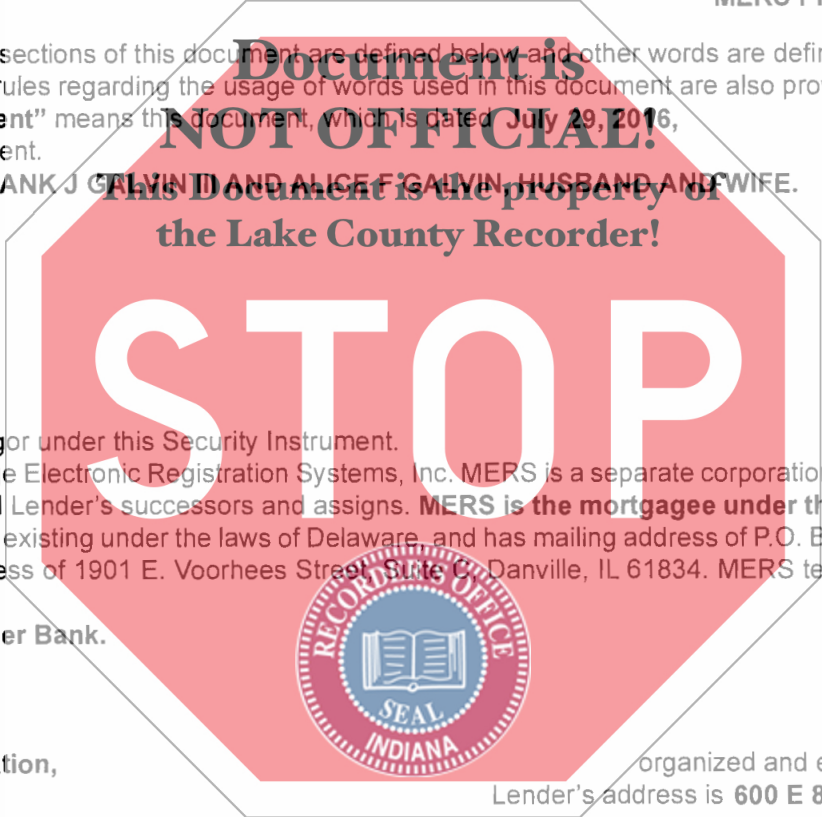 MERS
sections of this document are defined below and other words are defin
Document is
rules regarding the usage of words used in this document are also prov
ent” means this document, which is dated July 29, 2016,
NOT OFFICIAL!
ent.
ANK J GALVIN III AND ALICE F GALVIN, HUSBAND AND WIFE.
This Document is the property of
the Lake County Recorder!
STOP
gor under this Security Instrument.
e Electronic Registration Systems, Inc. MERS is a separate corporatio
Lender’s successors and assigns. MERS is the mortgagee under th
existing under the laws of Delaware, and has mailing address of P.O. B
ess of 1901 E. Voorhees Street, Suite C, Danville, IL 61834. MERS te
RECORDER'S OFFICE
er Bank.
SEAL
INDIANA
tion,
organized and e
Lender’s address is 600 E 8